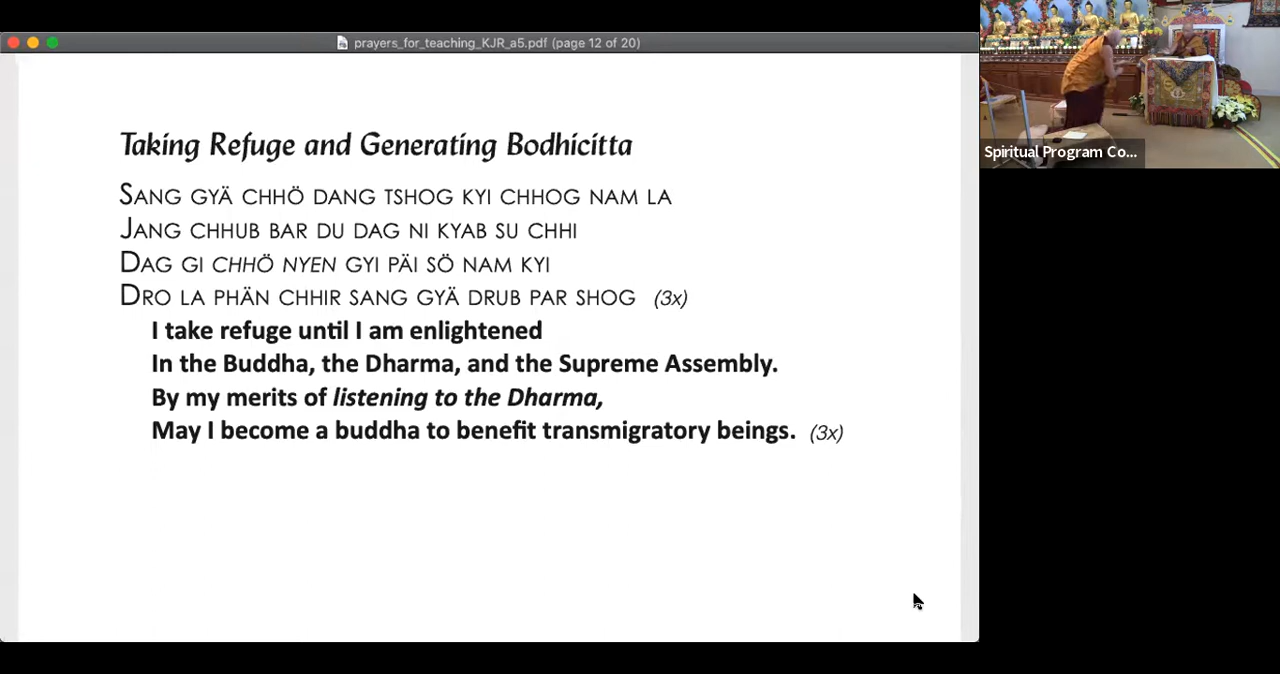 prayers_for_teaching_KJR_a5.pdf (page 12 of 20)
Taking Refuge and Generating Bodhicitta
SANG GYÄ CHHÖ DANG TSHOG KYI CHHOG NAM LA
JANG CHHUB BAR DU DAG NI KYAB SU CHHI
DAG GI CHHÖ NYEN GYI PÄI SÖ NAM KYI
DRO LA PHÄN CHHIR SANG GYÄ DRUB PAR SHOG (3x)
I take refuge until I am enlightened
In the Buddha, the Dharma, and the Supreme Assembly.
By my merits of listening to the Dharma,
May I become a buddha to benefit transmigratory beings. (3x)
Spiritual Program Co...